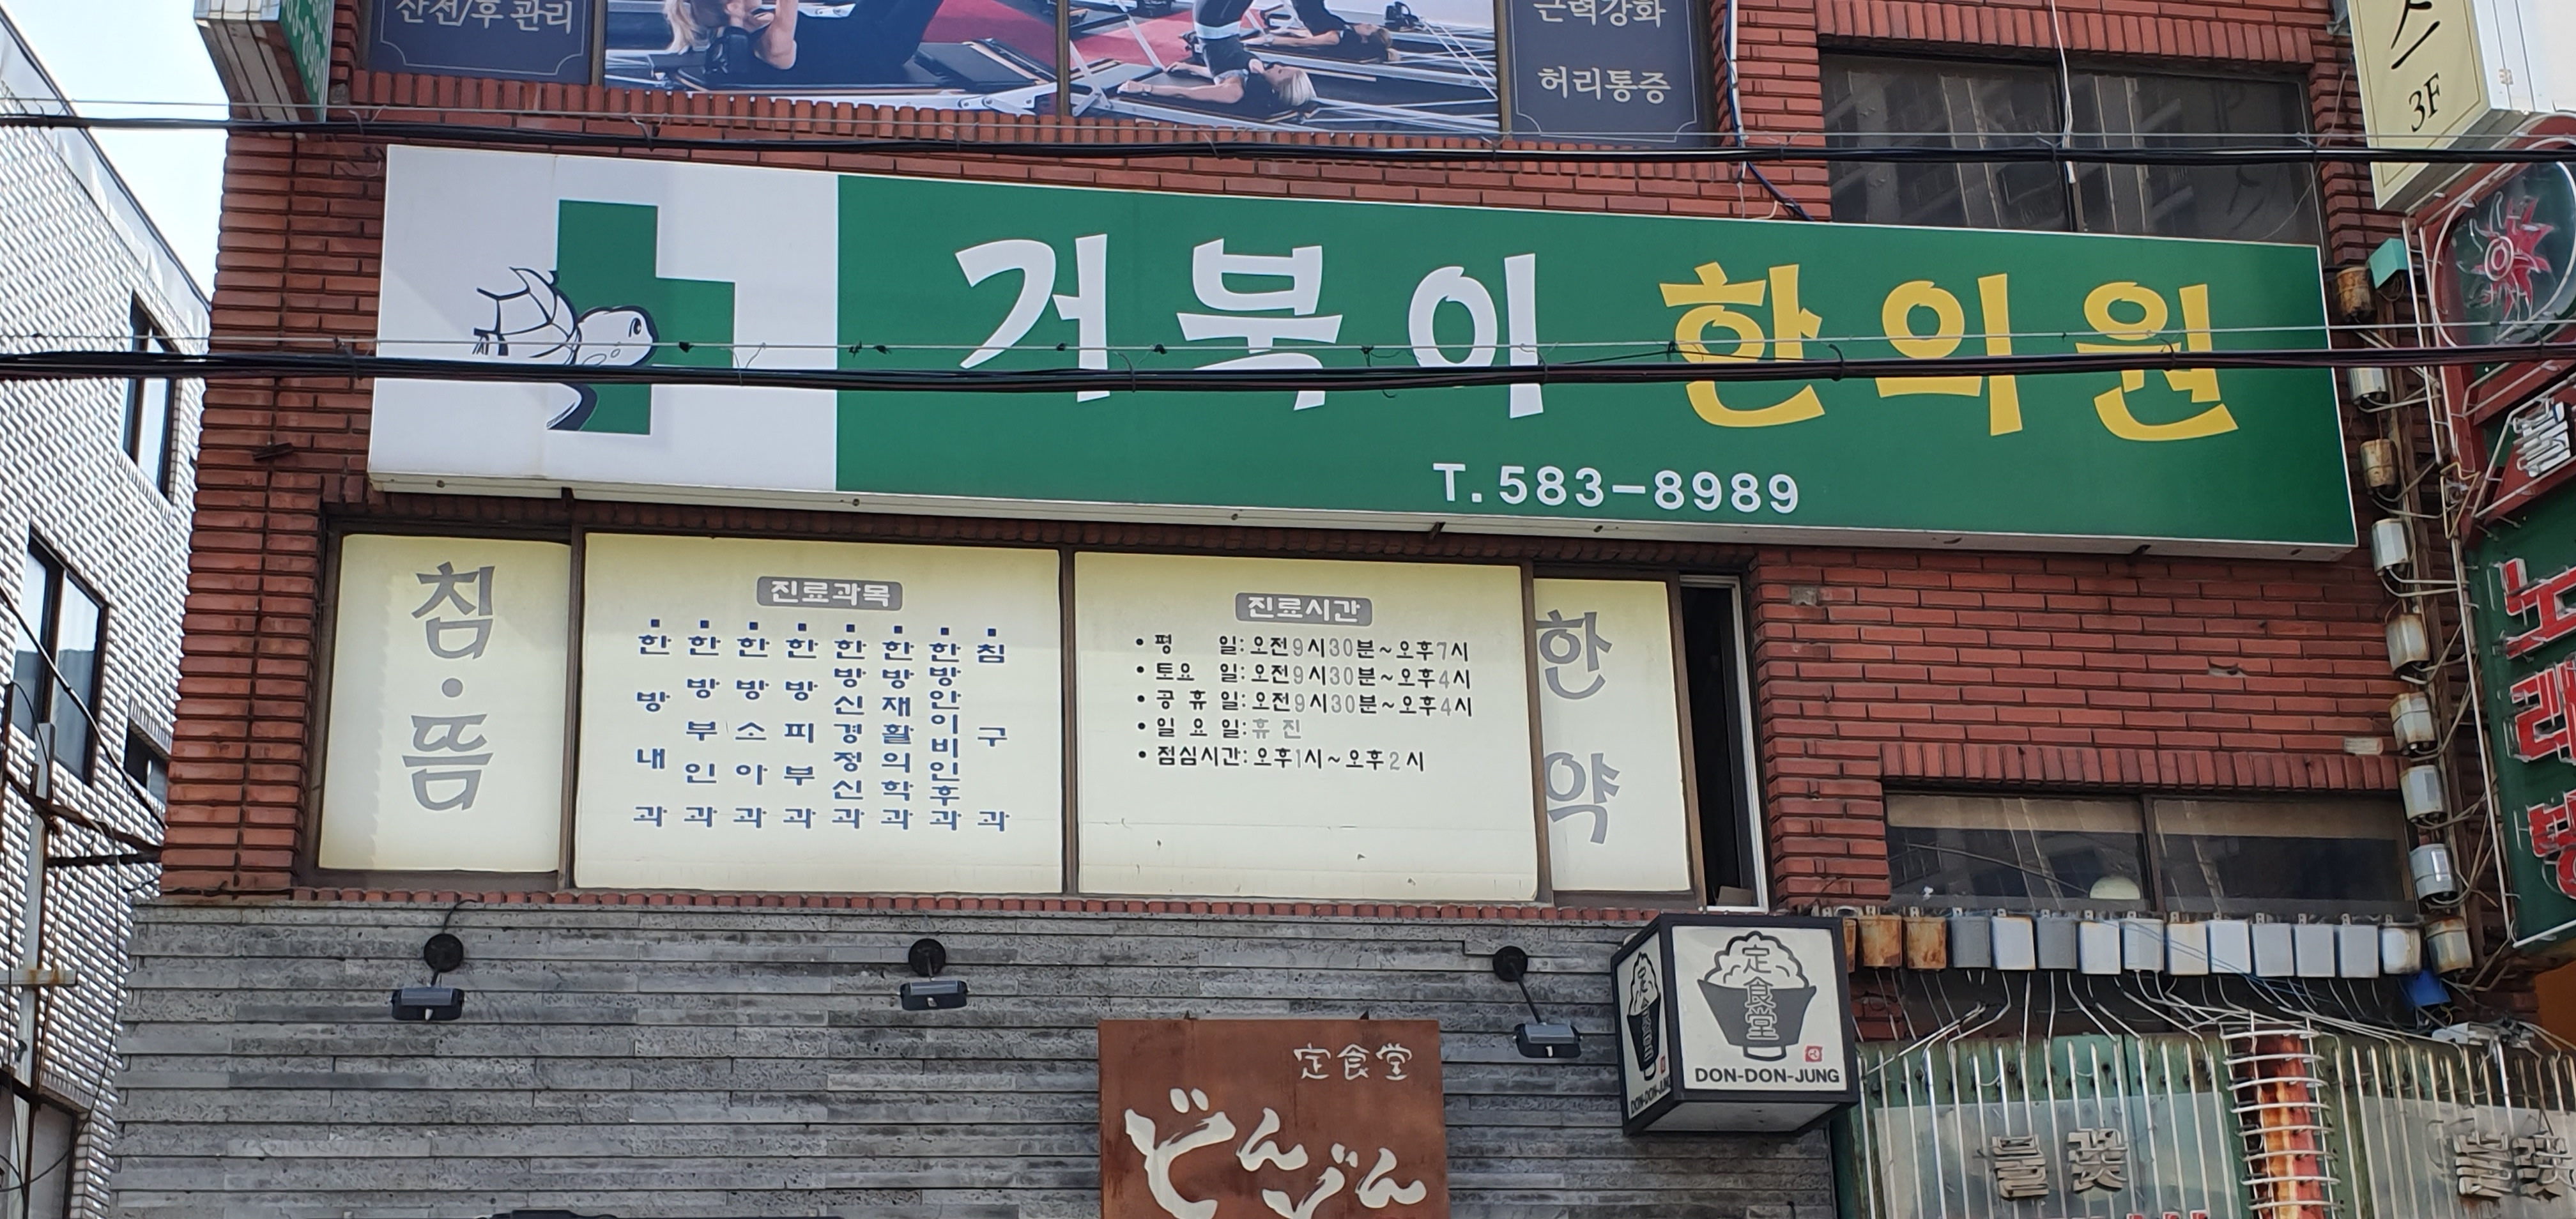 산전/후 관리
근력강화
허리통증
3F
거북이 한의원
T. 583-8989
침·뜸
진료과목
한방내과
한방부인과
한방소아과
한방피부과
한방신경정신과
한방재활의학과
한방안이비인후과
침구과
진료시간
• 평 일: 오전9시30분~오후7시
• 토요 일: 오전9시30분~오후4시
• 공 휴 일: 오전9시30분~오후4시
• 일 요 일: 휴 진
• 점심시간: 오후1시~오후2시
한약
노래방
定食堂
DON-DON-JUNG
定食堂
どんどん
불꽃
불꽃